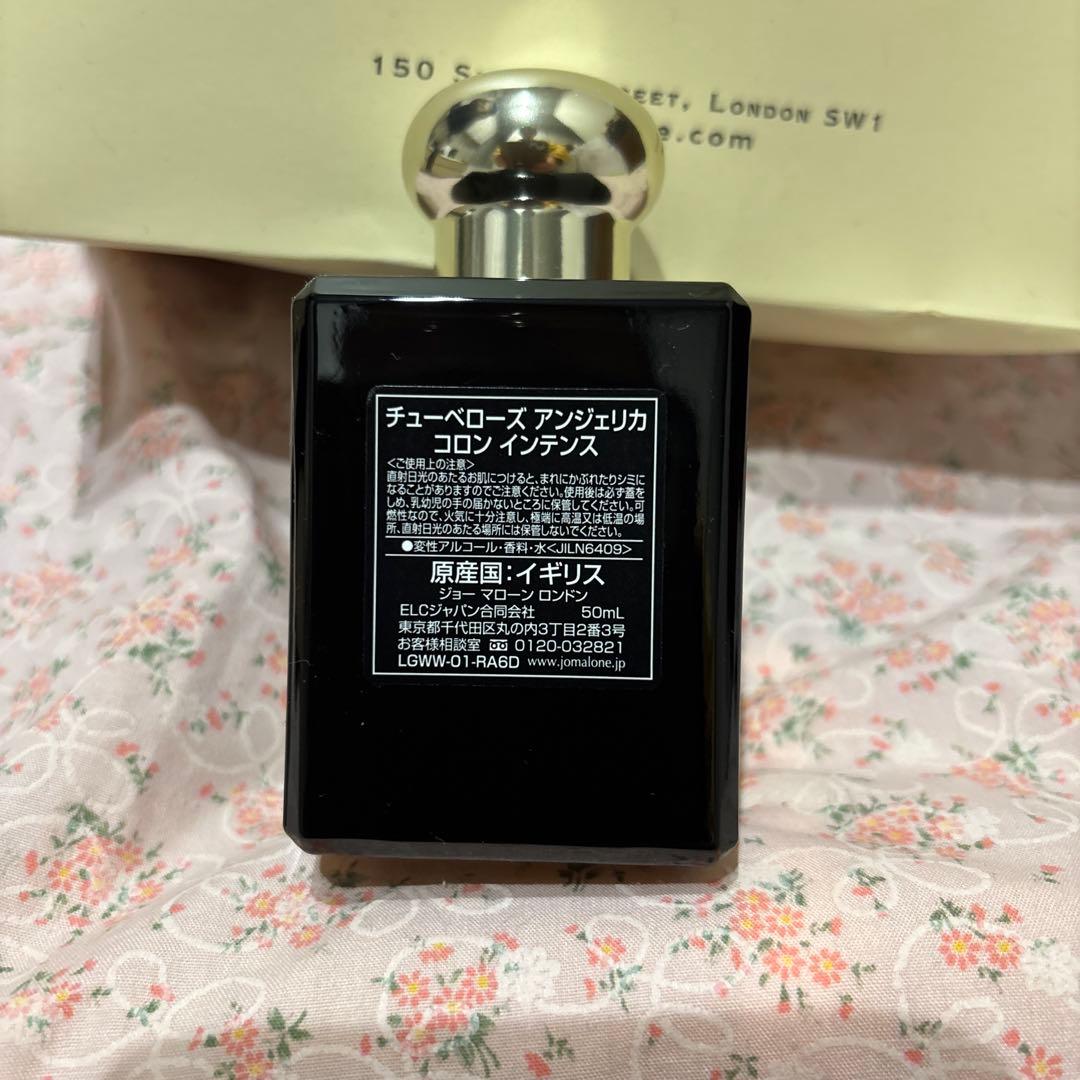 150 S EET, LONDON SW1
e.com
チューベローズ アンジェリカ
コロン インテンス
<ご使用上の注意>
直射日光のあたるお肌につけると、まれにかぶれたりシミに
なることがありますのでご注意ください。使用後は必ず蓋を
しめ、乳幼児の手の届かないところに保管してください。可
燃性なので、火気に十分注意し、極端に高温又は低温の場
所、直射日光のあたる場所には保管しないでください。
●変性アルコール・香料・水<JILN6409>
原産国:イギリス
ジョー マローン ロンドン
ELCジャパン合同会社 50mL
東京都千代田区丸の内3丁目2番3号
お客様相談室 0120-032821
LGWW-01-RA6D www.jomalone.jp